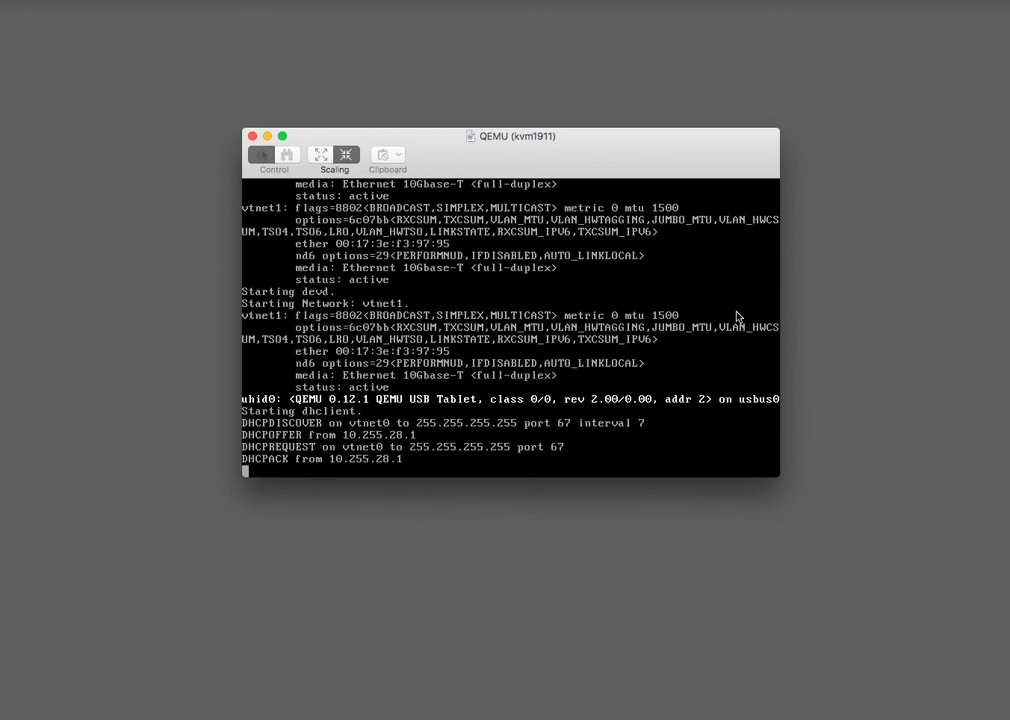 QEMU (kvm1911)
Control
Scaling
Clipboard
media: Ethernet 10Gbase-T <full-duplex>
status: active
vtnet1: flags=8802<BROADCAST,SIMPLEX,MULTICAST> metric 0 mtu 1500
options=6c07bb<RXCSUM,TXCSUM,VLAN_MTU,VLAN_HWTAGGING,JUMBO_MTU,VLAN_HWCS
UM,TSO4,TSO6,LRO,VLAN_HWTSO,LINKSTATE,RXCSUM_IPV6,TXCSUM_IPV6>
ether 00:17:3e:f3:97:95
nd6 options=29<PERFORMNUD,IFDISABLED,AUTO_LINKLOCAL>
media: Ethernet 10Gbase-T <full-duplex>
status: active
Starting devd.
Starting Network: vtnet1.
vtnet1: flags=8802<BROADCAST,SIMPLEX,MULTICAST> metric 0 mtu 1500
options=6c07bb<RXCSUM,TXCSUM,VLAN_MTU,VLAN_HWTAGGING,JUMBO_MTU,VLAN_HWCS
UM,TSO4,TSO6,LRO,VLAN_HWTSO,LINKSTATE,RXCSUM_IPV6,TXCSUM_IPV6>
ether 00:17:3e:f3:97:95
nd6 options=29<PERFORMNUD,IFDISABLED,AUTO_LINKLOCAL>
media: Ethernet 10Gbase-T <full-duplex>
status: active
uhid0: <QEMU 0.12.1 QEMU USB Tablet, class 0/0, rev 2.00/0.00, addr 2> on usbus0
Starting dhclient.
DHCPDISCOVER on vtnet0 to 255.255.255.255 port 67 interval 7
DHCPOFFER from 10.255.28.1
DHCPREQUEST on vtnet0 to 255.255.255.255 port 67
DHCPACK from 10.255.28.1